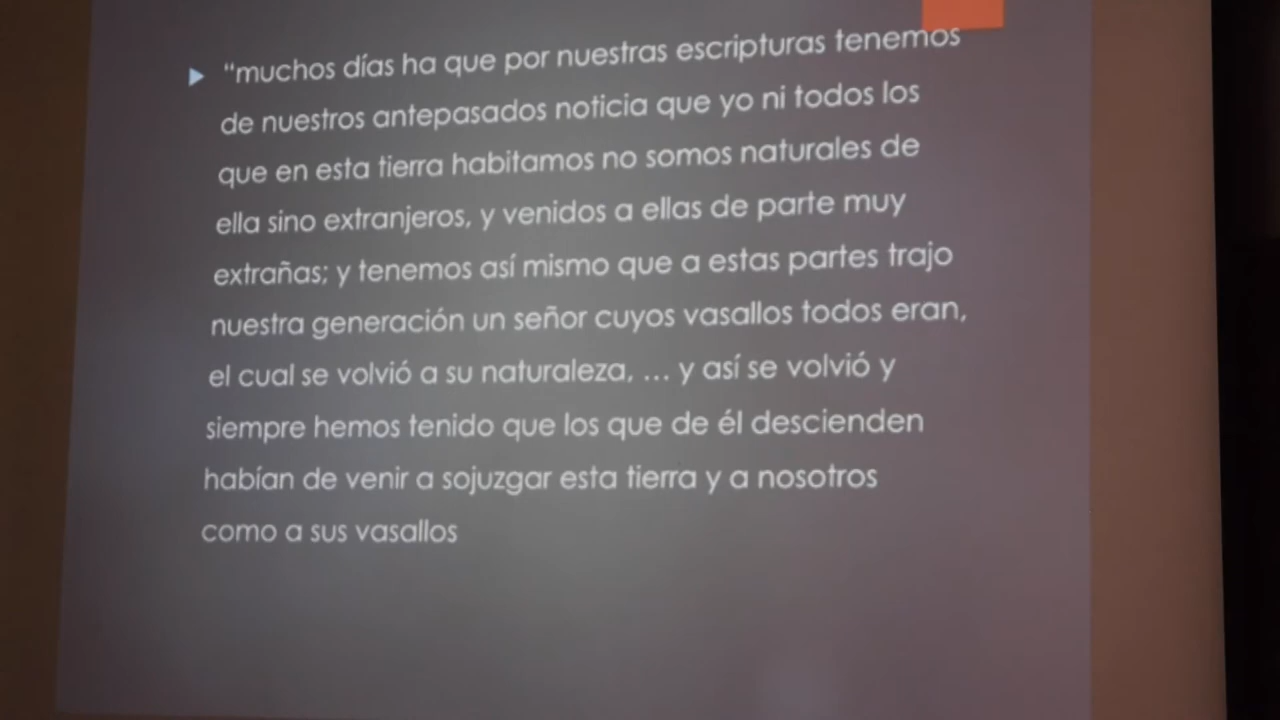 “muchos días ha que por nuestras escripturas tenemos
de nuestros antepasados noticia que yo ni todos los
que en esta tierra habitamos no somos naturales de
ella sino extranjeros, y venidos a ellas de parte muy
extrañas; y tenemos así mismo que a estas partes trajo
nuestra generación un señor cuyos vasallos todos eran,
el cual se volvió a su naturaleza, ... y así se volvió y
siempre hemos tenido que los que de él descienden
habían de venir a sojuzgar esta tierra y a nosotros
como a sus vasallos